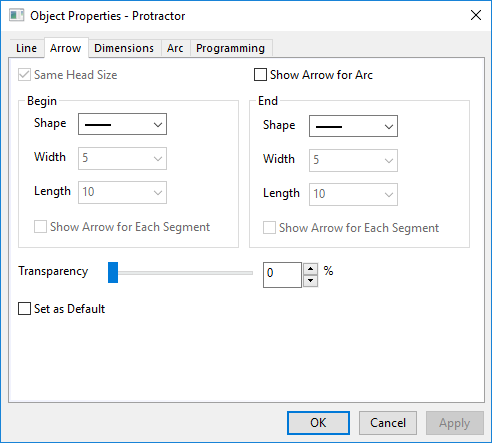 Object Properties - Protractor
Line Arrow Dimensions Arc Programming
Same Head Size Show Arrow for Arc
Begin
Shape
Width 5
Length 10
Show Arrow for Each Segment
End
Shape
Width 5
Length 10
Show Arrow for Each Segment
Transparency 0 %
Set as Default
OK Cancel Apply